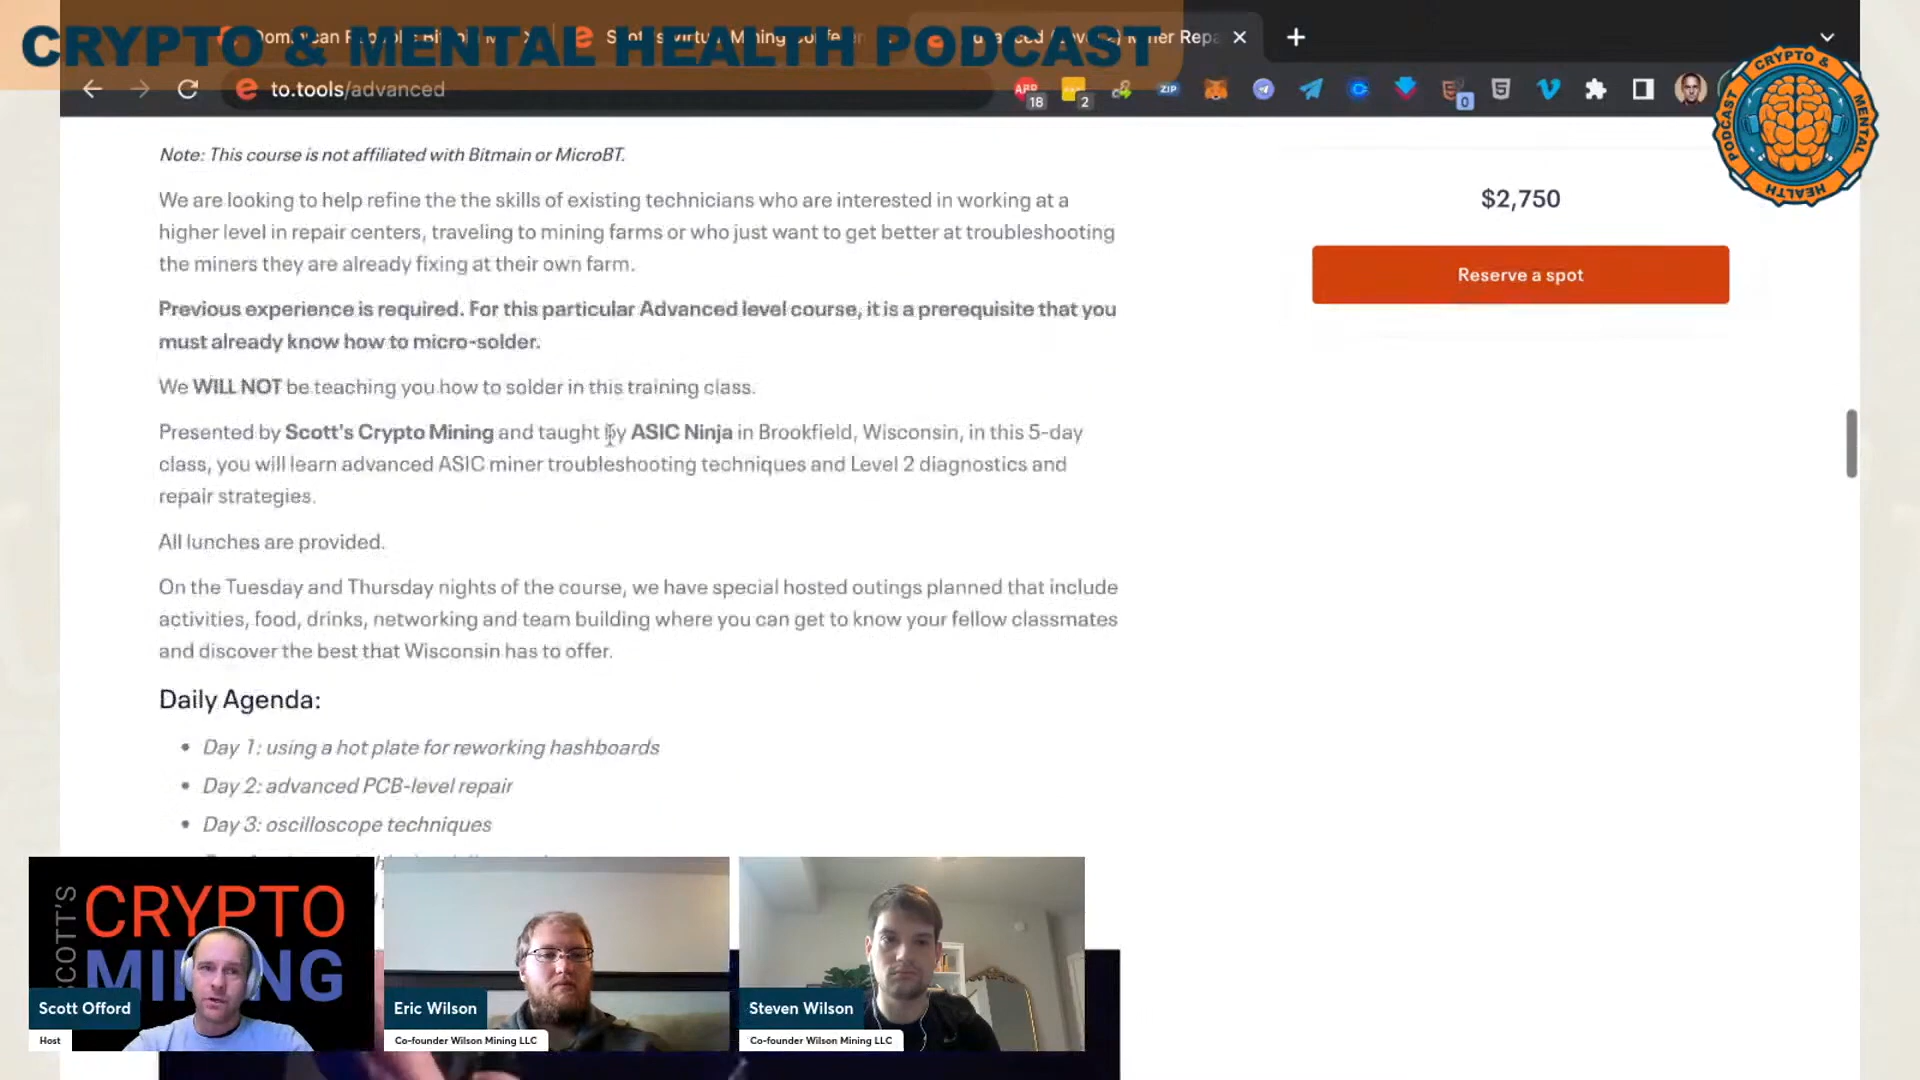 CRYPTO & MENTAL HEALTH PODCAST
to.tools/advanced
18
2
ZIP
0
CRYPTO & MENTAL HEALTH PODCAST
Note: This course is not affiliated with Bitmain or MicroBT.
We are looking to help refine the the skills of existing technicians who are interested in working at a
higher level in repair centers, traveling to mining farms or who just want to get better at troubleshooting
the miners they are already fixing at their own farm.
Previous experience is required. For this particular Advanced level course, it is a prerequisite that you
must already know how to micro-solder.
We WILL NOT be teaching you how to solder in this training class.
Presented by Scott's Crypto Mining and taught by ASIC Ninja in Brookfield, Wisconsin, in this 5-day
class, you will learn advanced ASIC miner troubleshooting techniques and Level 2 diagnostics and
repair strategies.
All lunches are provided.
On the Tuesday and Thursday nights of the course, we have special hosted outings planned that include
activities, food, drinks, networking and team building where you can get to know your fellow classmates
and discover the best that Wisconsin has to offer.
Daily Agenda:
• Day 1: using a hot plate for reworking hashboards
• Day 2: advanced PCB-level repair
• Day 3: oscilloscope techniques
$2,750
Reserve a spot
SCOTT'S
CRYPTO
MINING
Scott Offord
Host
Eric Wilson
Co-founder Wilson Mining LLC
Steven Wilson
Co-founder Wilson Mining LLC